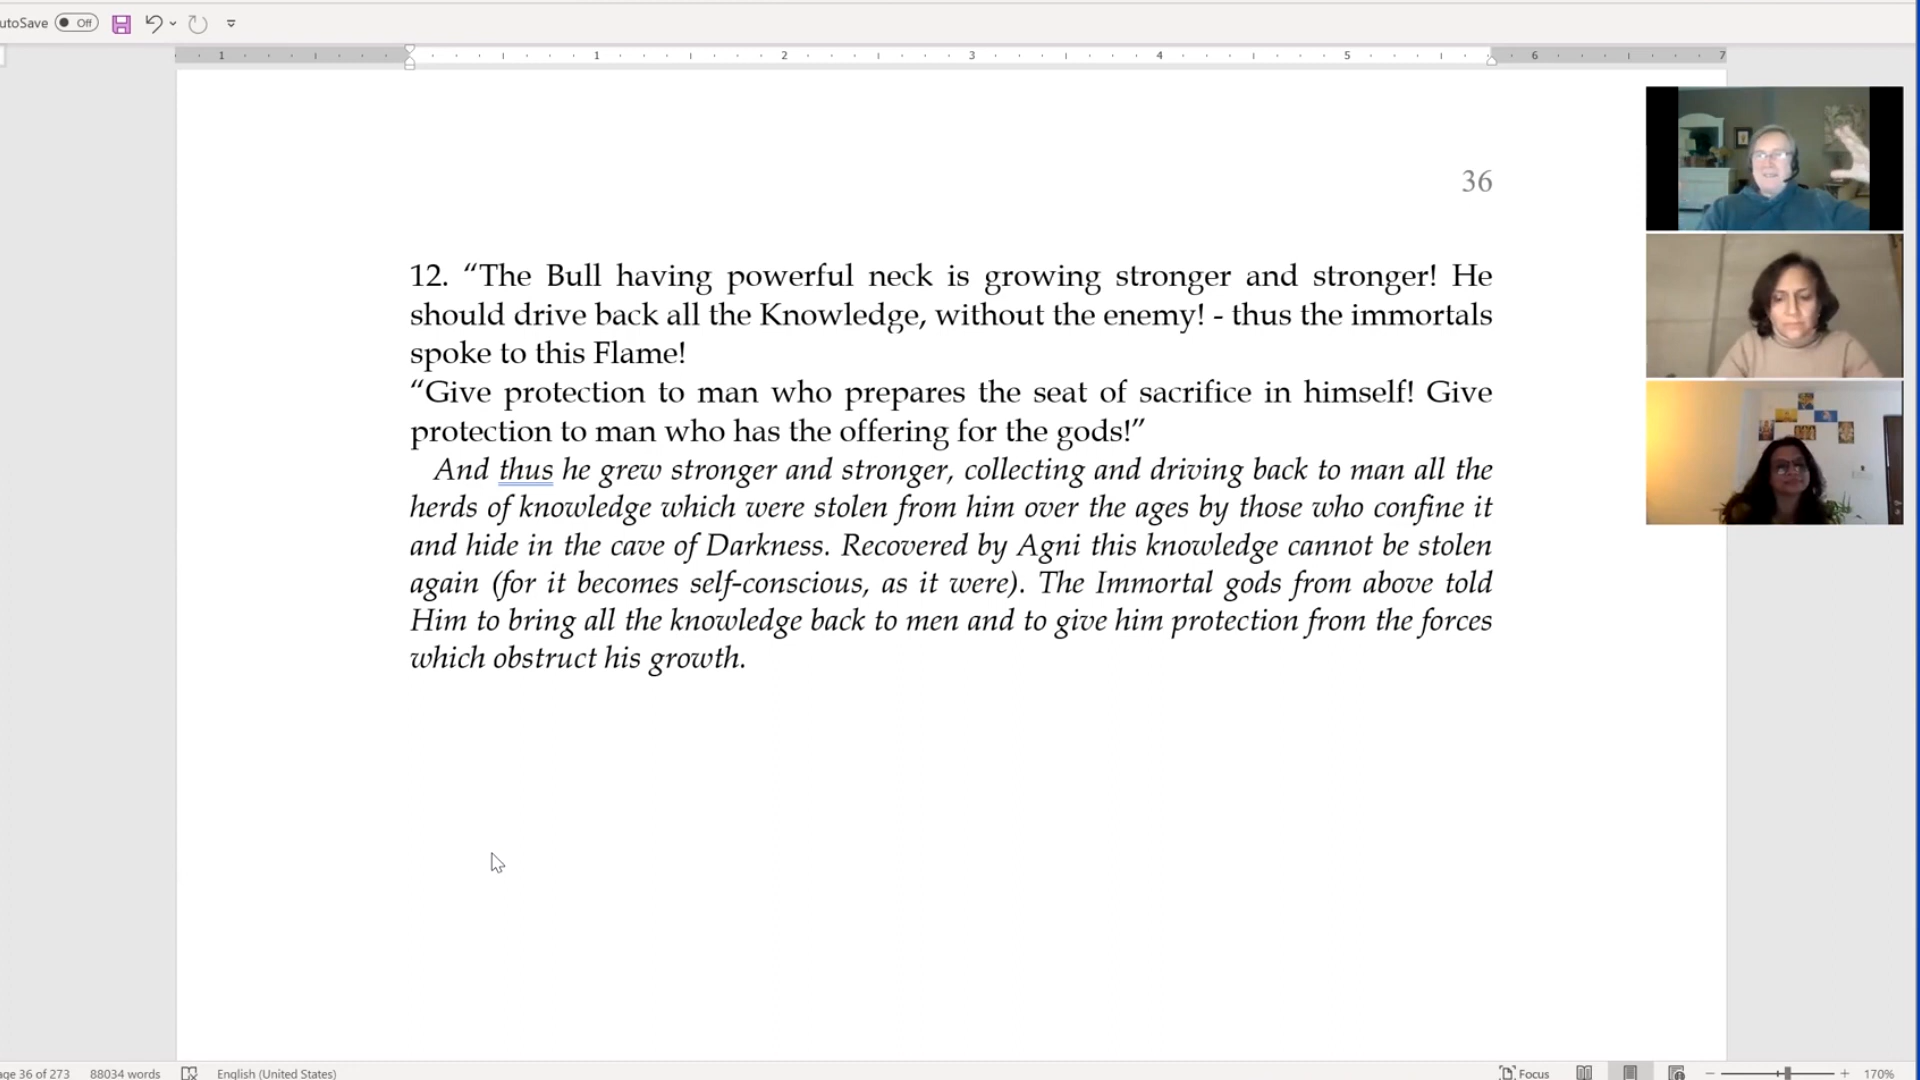 utoSave Off
1 1 2 3 4 5 6 7
36
12. “The Bull having powerful neck is growing stronger and stronger! He
should drive back all the Knowledge, without the enemy! - thus the immortals
spoke to this Flame!
“Give protection to man who prepares the seat of sacrifice in himself! Give
protection to man who has the offering for the gods!”
And thus he grew stronger and stronger, collecting and driving back to man all the
herds of knowledge which were stolen from him over the ages by those who confine it
and hide in the cave of Darkness. Recovered by Agni this knowledge cannot be stolen
again (for it becomes self-conscious, as it were). The Immortal gods from above told
Him to bring all the knowledge back to men and to give him protection from the forces
which obstruct his growth.
age 36 of 273 88034 words English (United States) Focus 170%